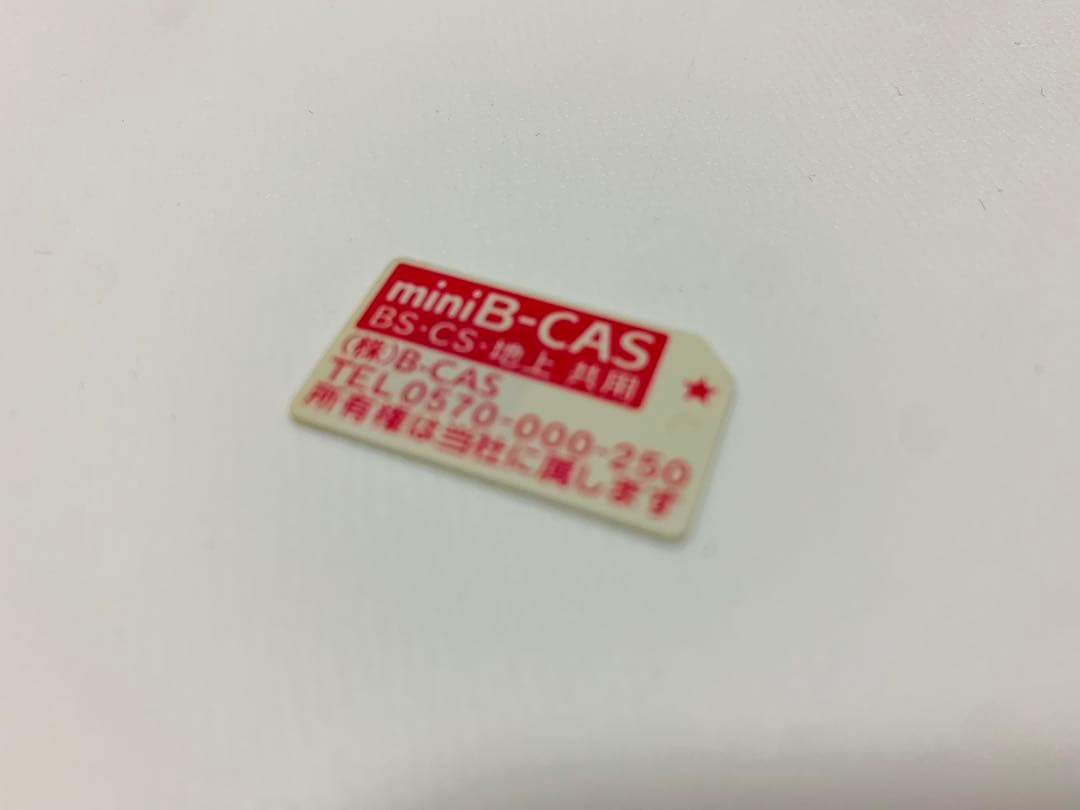 miniB-CAS
BS・CS・地上 共用
★
(株)B-CAS
TEL 0570-000-250
所有権は当社に属します